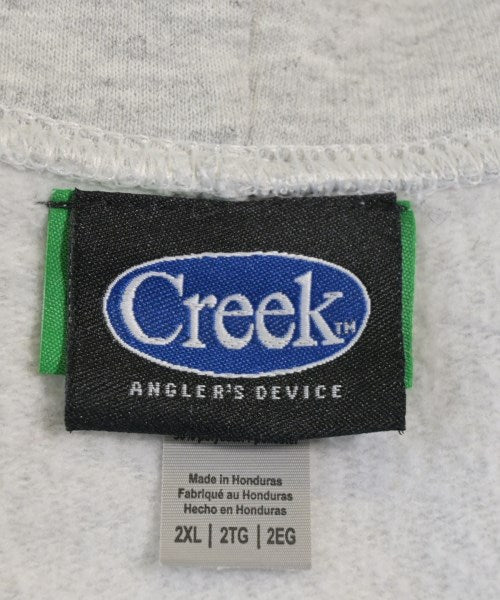 Creek™
ANGLER'S DEVICE
Made in Honduras
Fabriqué au Honduras
Hecho en Honduras
2XL | 2TG | 2EG